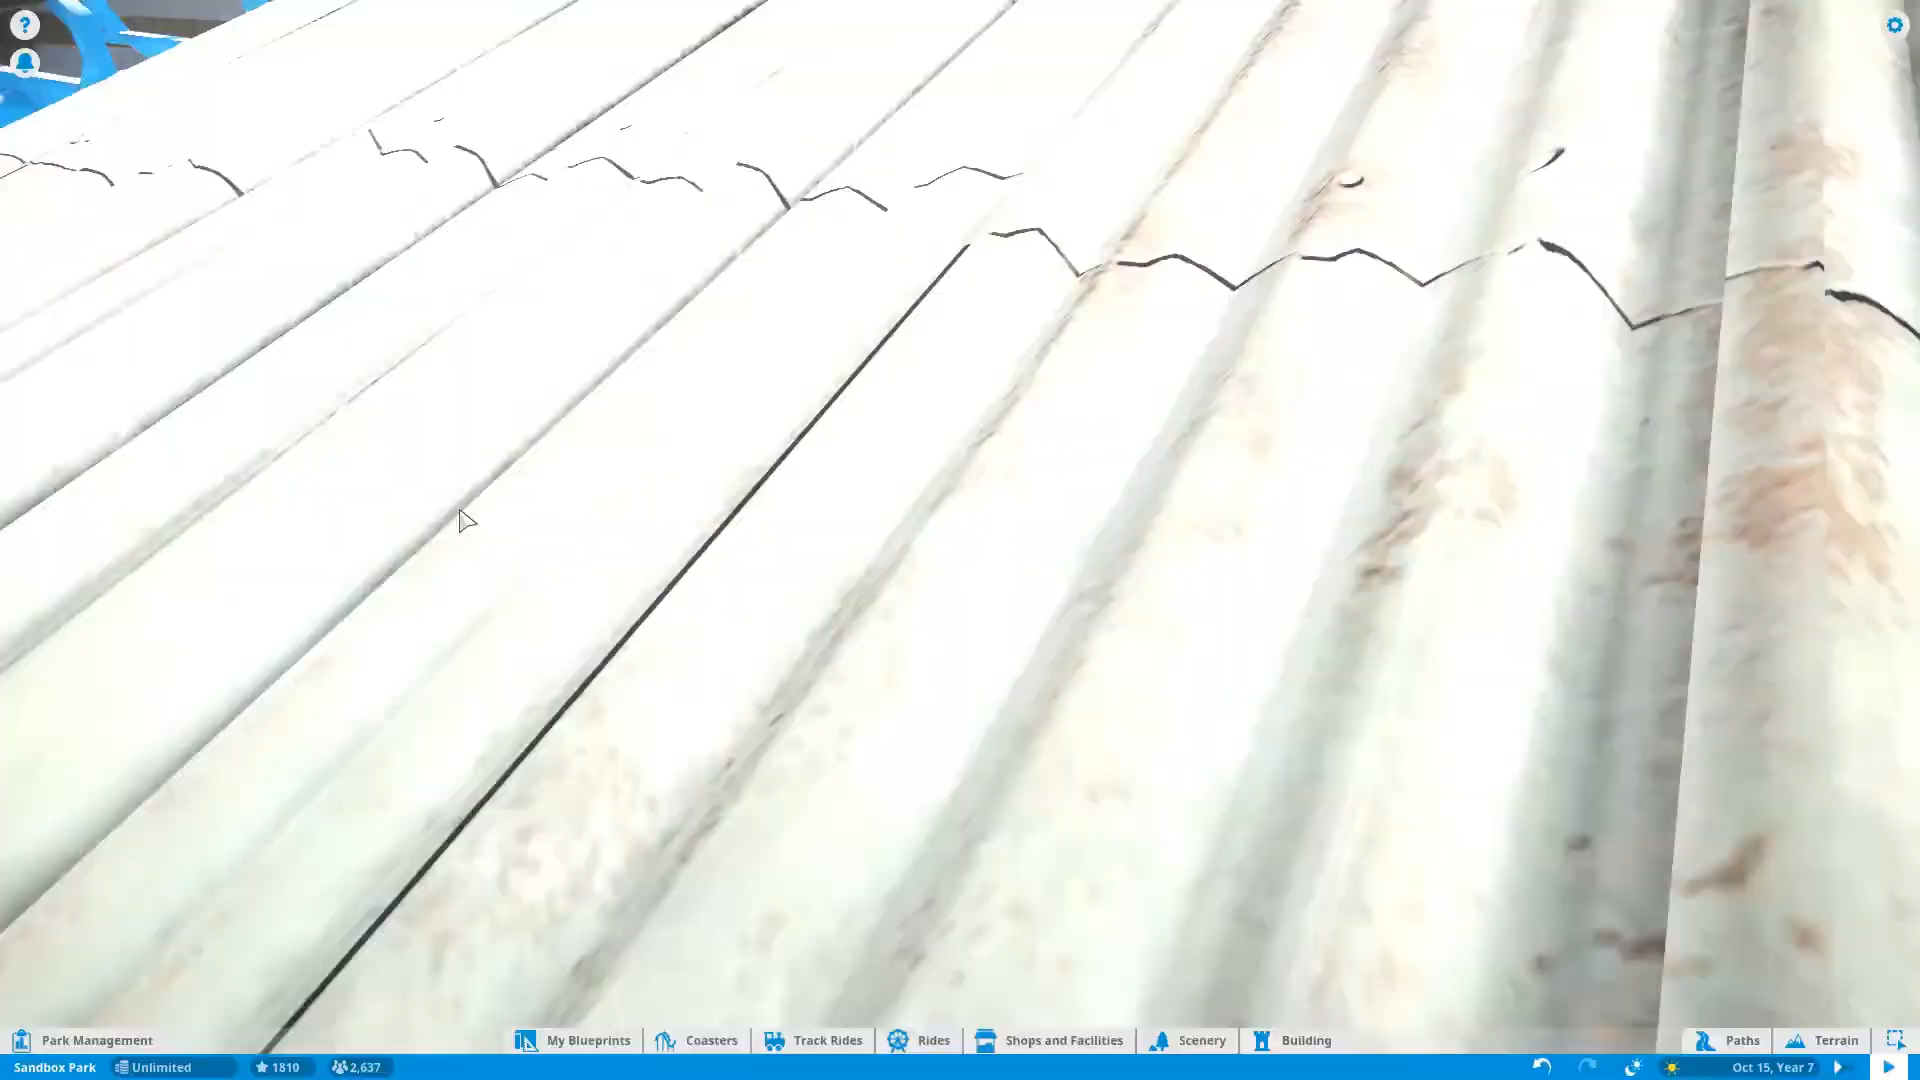 ?
Park Management
My Blueprints
Coasters
Track Rides
Rides
Shops and Facilities
Scenery
Building
Paths
Terrain
Sandbox Park
Unlimited
1810
2,637
Oct 15, Year 7